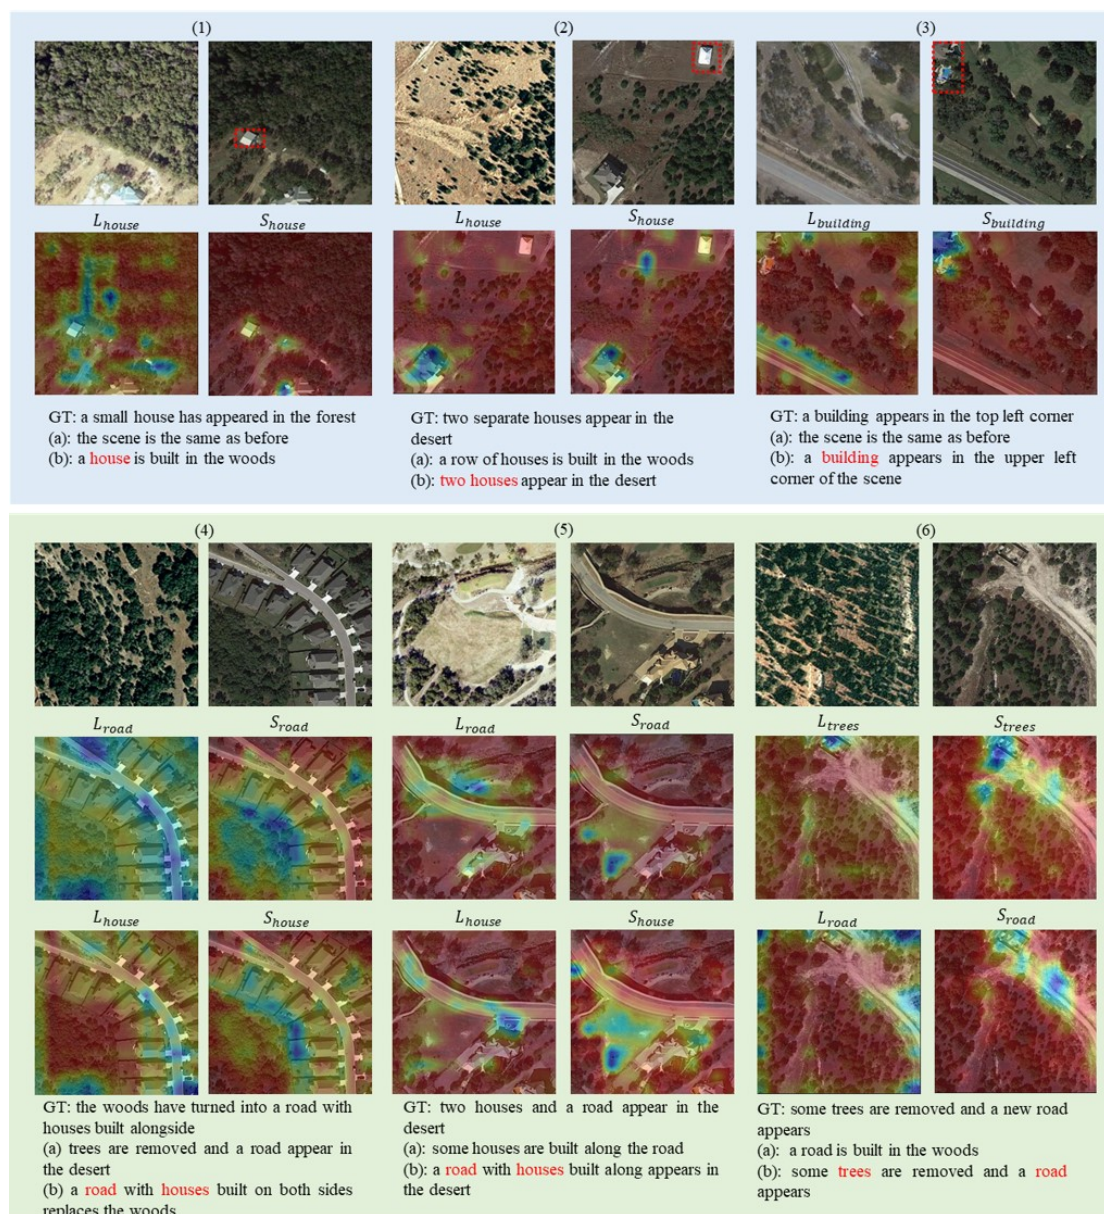 (1)
(2)
(3)
L_house
S_house
L_house
S_house
L_building
S_building
GT: a small house has appeared in the forest
(a): the scene is the same as before
(b): a house is built in the woods
GT: two separate houses appear in the
desert
(a): a row of houses is built in the woods
(b): two houses appear in the desert
GT: a building appears in the top left corner
(a): the scene is the same as before
(b): a building appears in the upper left
corner of the scene
(4)
(5)
(6)
L_road
S_road
L_road
S_road
L_trees
S_trees
L_house
S_house
L_house
S_house
L_road
S_road
GT: the woods have turned into a road with
houses built alongside
(a) trees are removed and a road appear in
the desert
(b) a road with houses built on both sides
replaces the woods
GT: two houses and a road appear in the
desert
(a): some houses are built along the road
(b): a road with houses built along appears in
the desert
GT: some trees are removed and a new road
appears
(a): a road is built in the woods
(b): some trees are removed and a road
appears